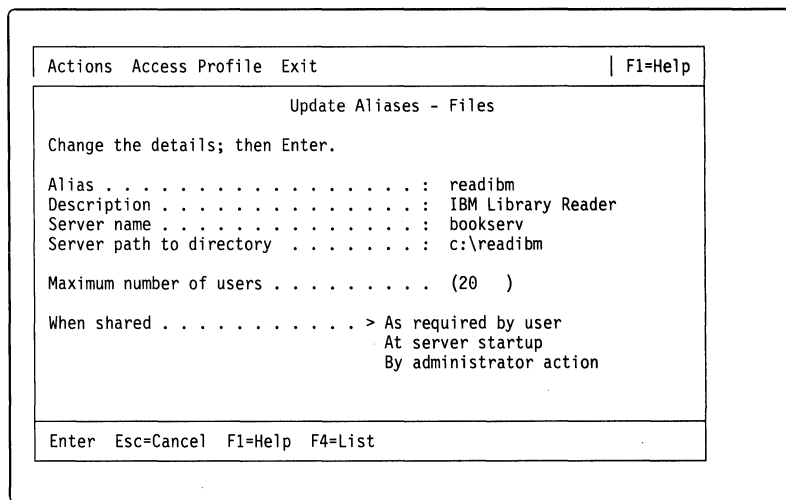 Actions Access Profile Exit | F1=Help
Update Aliases - Files
Change the details; then Enter.
Alias . . . . . . . . . . . . . . . . . : readibm
Description . . . . . . . . . . . . . . : IBM Library Reader
Server name . . . . . . . . . . . . . . : bookserv
Server path to directory . . . . . . . : c:\readibm
Maximum number of users . . . . . . . . . (20 )
When shared . . . . . . . . . . . > As required by user
At server startup
By administrator action
Enter Esc=Cancel F1=Help F4=List